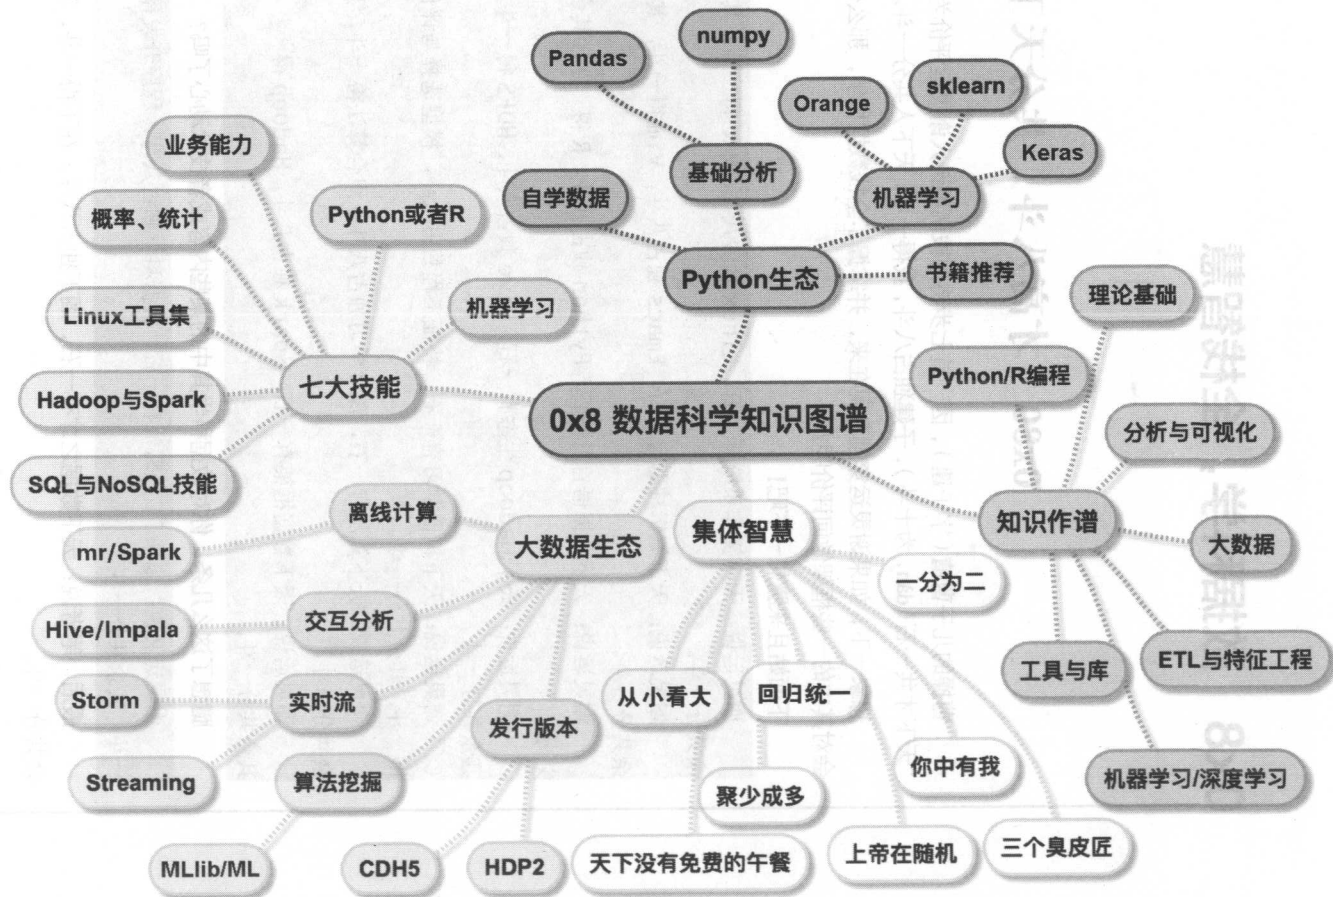 numpy
Pandas
Orange
sklearn
Keras
业务能力
基础分析
机器学习
自学数据
概率、统计
Python或者R
Python生态
书籍推荐
理论基础
Linux工具集
机器学习
七大技能
Python/R编程
Hadoop与Spark
0x8 数据科学知识图谱
分析与可视化
SQL与NoSQL技能
离线计算
大数据生态
集体智慧
知识作谱
大数据
mr/Spark
一分为二
Hive/Impala
交互分析
工具与库
ETL与特征工程
Storm
实时流
从小看大
回归统一
发行版本
你中有我
Streaming
算法挖掘
机器学习/深度学习
聚少成多
MLlib/ML
CDH5
HDP2
天下没有免费的午餐
上帝在随机
三个臭皮匠